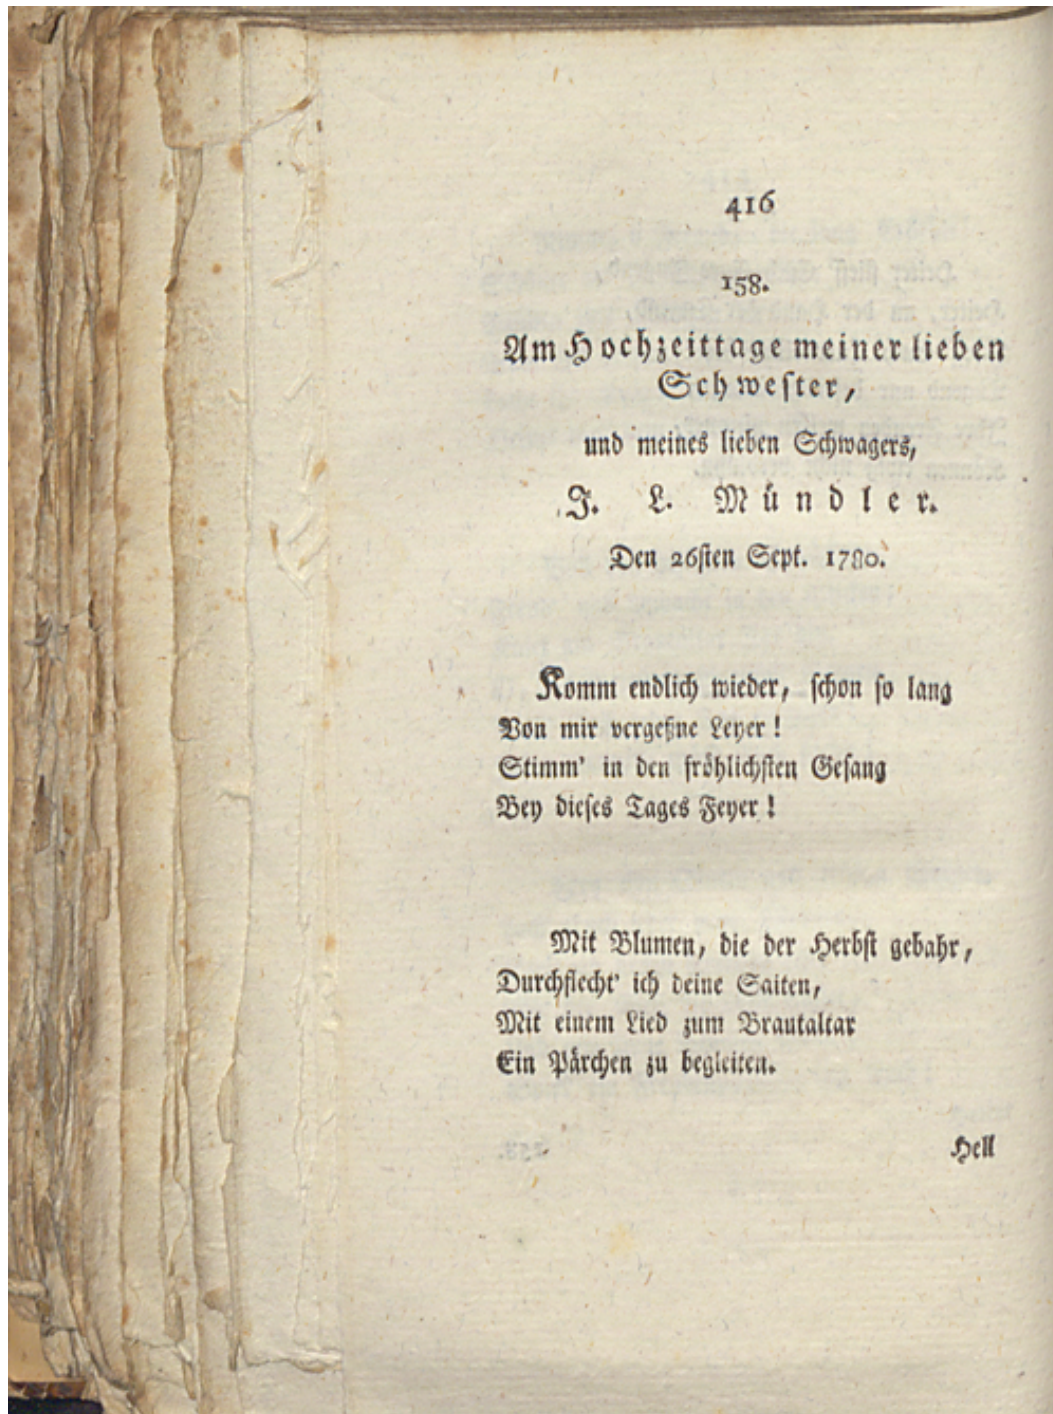 416
158.
Am Hochzeittage meiner lieben
Schwester,
und meines lieben Schwagers,
J. L. Mündler.
Den 26sten Sept. 1780.
Komm endlich wieder, schon so lang
Von mir vergeßne Leyer!
Stimm' in den fröhlichsten Gesang
Bey dieses Tages Feyer!
Mit Blumen, die der Herbst gebahr,
Durchflecht' ich deine Saiten,
Mit einem Lied zum Brautaltar
Ein Pärchen zu begleiten.
Hell